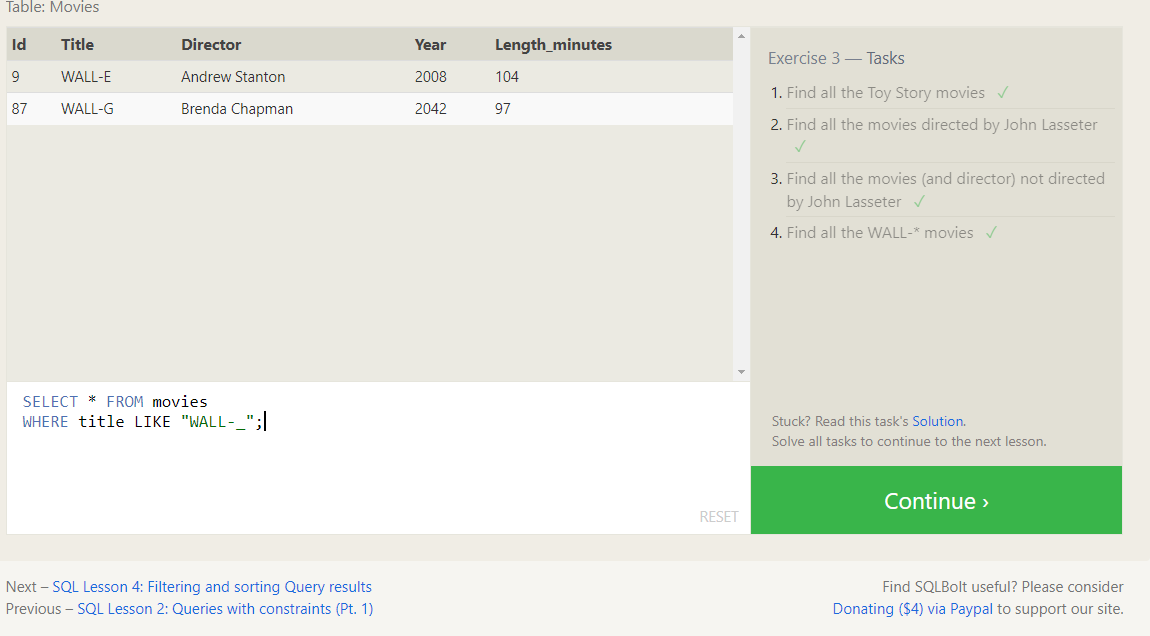 Table: Movies
Id Title Director Year Length_minutes
9 WALL-E Andrew Stanton 2008 104
87 WALL-G Brenda Chapman 2042 97
SELECT * FROM movies
WHERE title LIKE "WALL-_";
RESET
Exercise 3 — Tasks
1. Find all the Toy Story movies ✓
2. Find all the movies directed by John Lasseter
✓
3. Find all the movies (and director) not directed
by John Lasseter ✓
4. Find all the WALL-* movies ✓
Stuck? Read this task's Solution.
Solve all tasks to continue to the next lesson.
Continue ›
Next – SQL Lesson 4: Filtering and sorting Query results
Previous – SQL Lesson 2: Queries with constraints (Pt. 1)
Find SQLBolt useful? Please consider
Donating ($4) via Paypal to support our site.